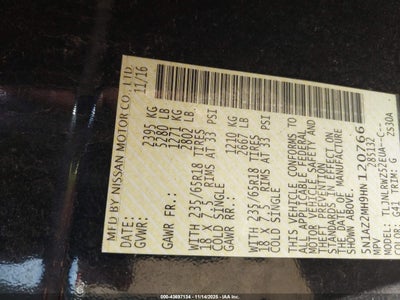 MFD BY NISSAN MOTOR CO., LTD.
DATE: 11/16
GVWR: 2395 KG
5280 LB
GAWR FR.: 1271 KG
2802 LB
WITH 235/65R18 TIRES
18 X 7.5 RIMS AT 33 PSI
COLD SINGLE
GAWR RR.: 1210 KG
2667 LB
WITH 235/65R18 TIRES
18 X 7.5 RIMS AT 33 PSI
COLD SINGLE
THIS VEHICLE CONFORMS TO
ALL APPLICABLE FEDERAL
MOTOR VEHICLE SAFETY AND
THEFT PREVENTION
STANDARDS IN EFFECT ON
THE DATE OF MANUFACTURE
SHOWN ABOVE.
5N1AZ2MH9HN120766
MPV 285132
MODEL: TLJNLRWZ52EUA-C-
COLOR: G41 TRIM: G 2S30A
000-43697134 - 11/14/2025 - IAA